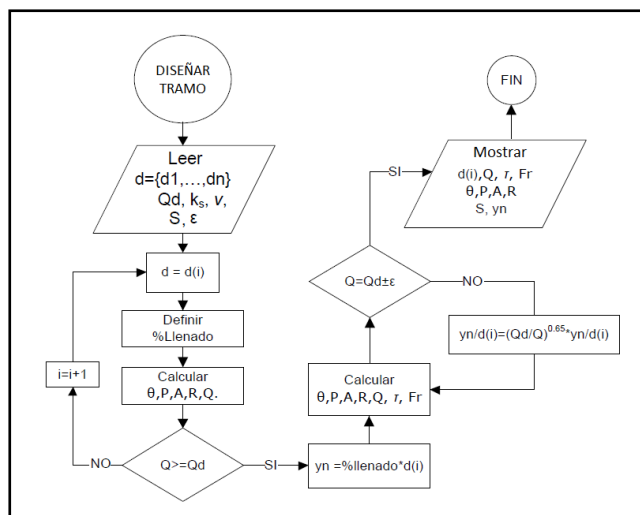 DISEÑAR
TRAMO
Leer
d={d1,…,dn}
Qd, kₛ, ν,
S, ε
d = d(i)
Definir
%Llenado
Calcular
θ,P,A,R,Q.
i=i+1
Q>=Qd
NO
SI
yn =%llenado*d(i)
Calcular
θ,P,A,R,Q, τ, Fr
Q=Qd±ε
NO
yn/d(i)=(Qd/Q)^0.65*yn/d(i)
SI
Mostrar
d(i),Q, τ, Fr
θ,P,A,R
S, yn
FIN